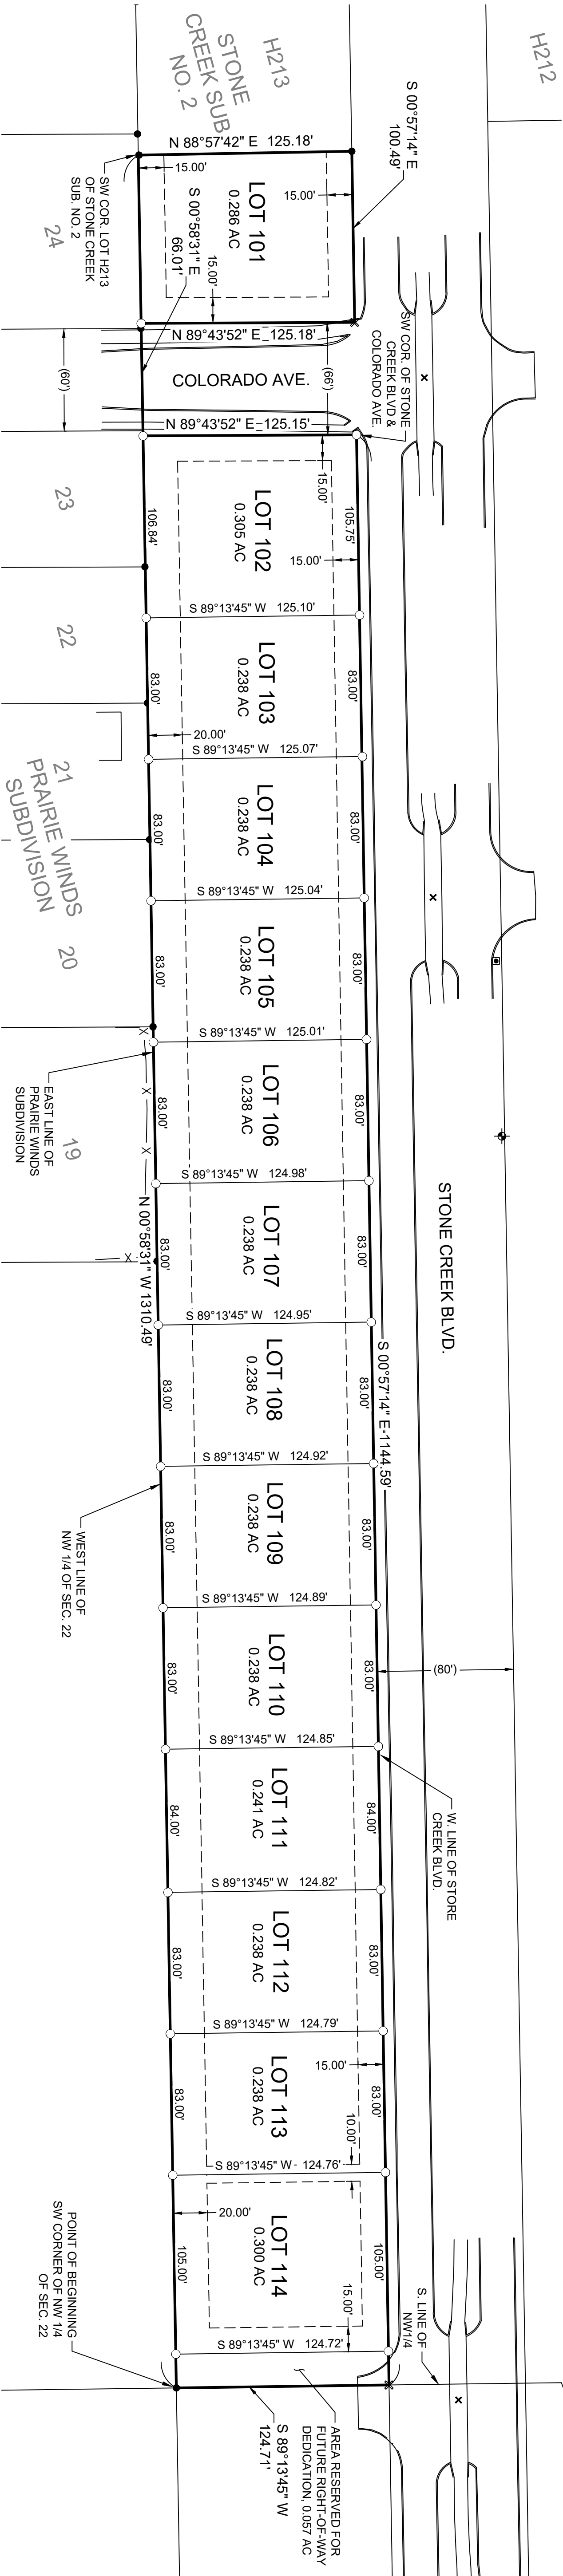 H212
H213
STONE
CREEK SUB
NO. 2
S 00°57'14" E
100.49'
N 88°57'42" E 125.18'
15.00'
SW COR. LOT H213
OF STONE CREEK
SUB. NO. 2
24
LOT 101
0.286 AC
15.00'
15.00'
S 00°58'31" E
66.01'
N 89°43'52" E 125.18'
SW COR. OF STONE
CREEK BLVD &
COLORADO AVE.
(60')
COLORADO AVE.
(66')
N 89°43'52" E 125.15'
15.00'
23
106.84'
LOT 102
0.305 AC
105.75'
15.00'
S 89°13'45" W 125.10'
22
83.00'
LOT 103
0.238 AC
83.00'
20.00'
S 89°13'45" W 125.07'
21
PRAIRIE WINDS
SUBDIVISION
83.00'
LOT 104
0.238 AC
83.00'
S 89°13'45" W 125.04'
20
83.00'
LOT 105
0.238 AC
83.00'
S 89°13'45" W 125.01'
X
X
X
X
19
EAST LINE OF
PRAIRIE WINDS
SUBDIVISION
83.00'
LOT 106
0.238 AC
83.00'
S 89°13'45" W 124.98'
STONE CREEK BLVD.
N 00°58'31" W 1310.49'
83.00'
LOT 107
0.238 AC
83.00'
S 89°13'45" W 124.95'
S 00°57'14" E 1144.59'
83.00'
LOT 108
0.238 AC
83.00'
S 89°13'45" W 124.92'
WEST LINE OF
NW 1/4 OF SEC. 22
83.00'
LOT 109
0.238 AC
83.00'
S 89°13'45" W 124.89'
83.00'
LOT 110
0.238 AC
83.00'
(80')
S 89°13'45" W 124.85'
W. LINE OF STORE
CREEK BLVD.
84.00'
LOT 111
0.241 AC
84.00'
S 89°13'45" W 124.82'
83.00'
LOT 112
0.238 AC
83.00'
S 89°13'45" W 124.79'
83.00'
LOT 113
0.238 AC
83.00'
15.00'
10.00'
S 89°13'45" W 124.76'
20.00'
105.00'
LOT 114
0.300 AC
105.00'
15.00'
S 89°13'45" W 124.72'
S. LINE OF
NW1/4
POINT OF BEGINNING
SW CORNER OF NW 1/4
OF SEC. 22
S 89°13'45" W
124.71'
AREA RESERVED FOR
FUTURE RIGHT-OF-WAY
DEDICATION, 0.057 AC